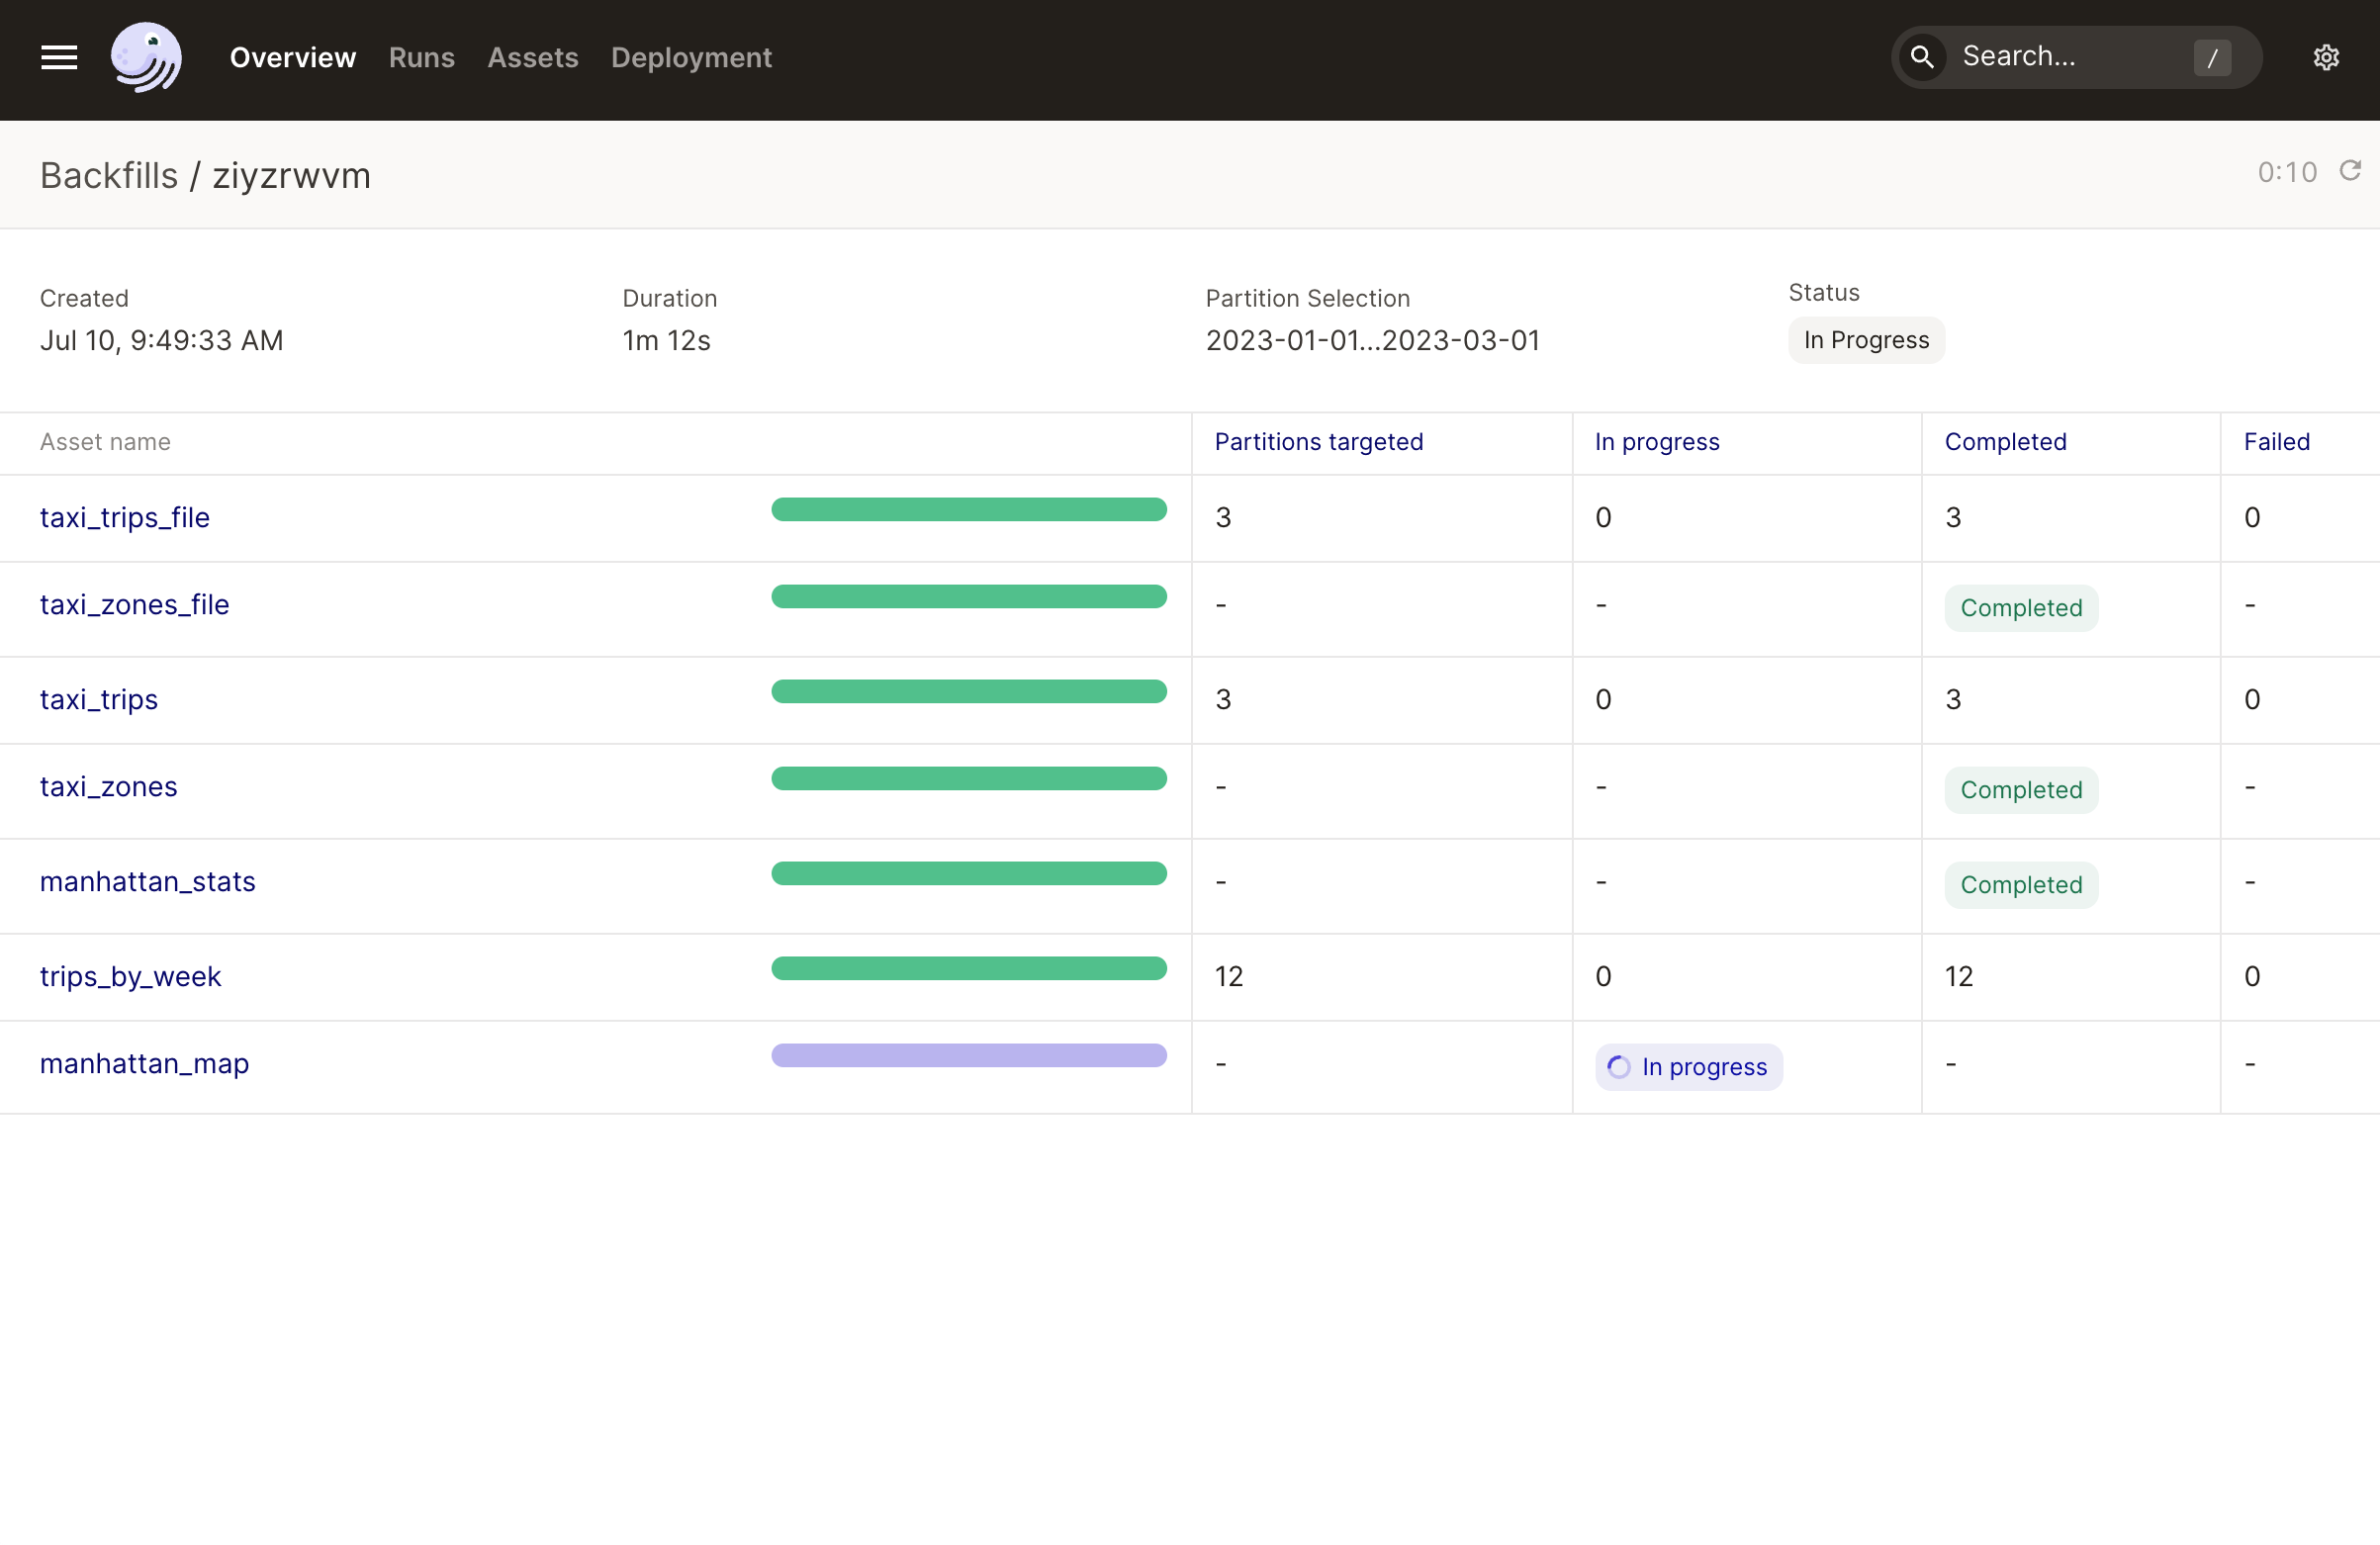 Overview Runs Assets Deployment Search... /
Backfills / ziyzrwvm 0:10
Created Duration Partition Selection Status
Jul 10, 9:49:33 AM 1m 12s 2023-01-01...2023-03-01 In Progress
Asset name Partitions targeted In progress Completed Failed
taxi_trips_file 3 0 3 0
taxi_zones_file - - Completed -
taxi_trips 3 0 3 0
taxi_zones - - Completed -
manhattan_stats - - Completed -
trips_by_week 12 0 12 0
manhattan_map - In progress - -